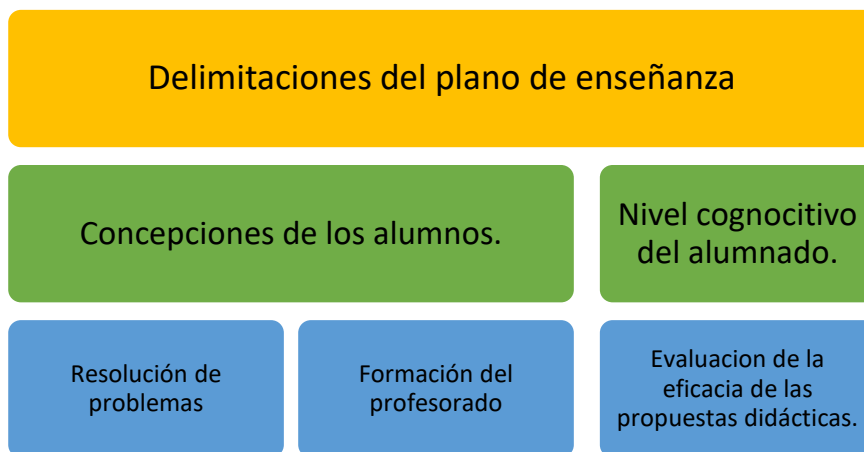 Delimitaciones del plano de enseñanza
Concepciones de los alumnos.
Nivel cognocitivo
del alumnado.
Resolución de
problemas
Formación del
profesorado
Evaluacion de la
eficacia de las
propuestas didácticas.